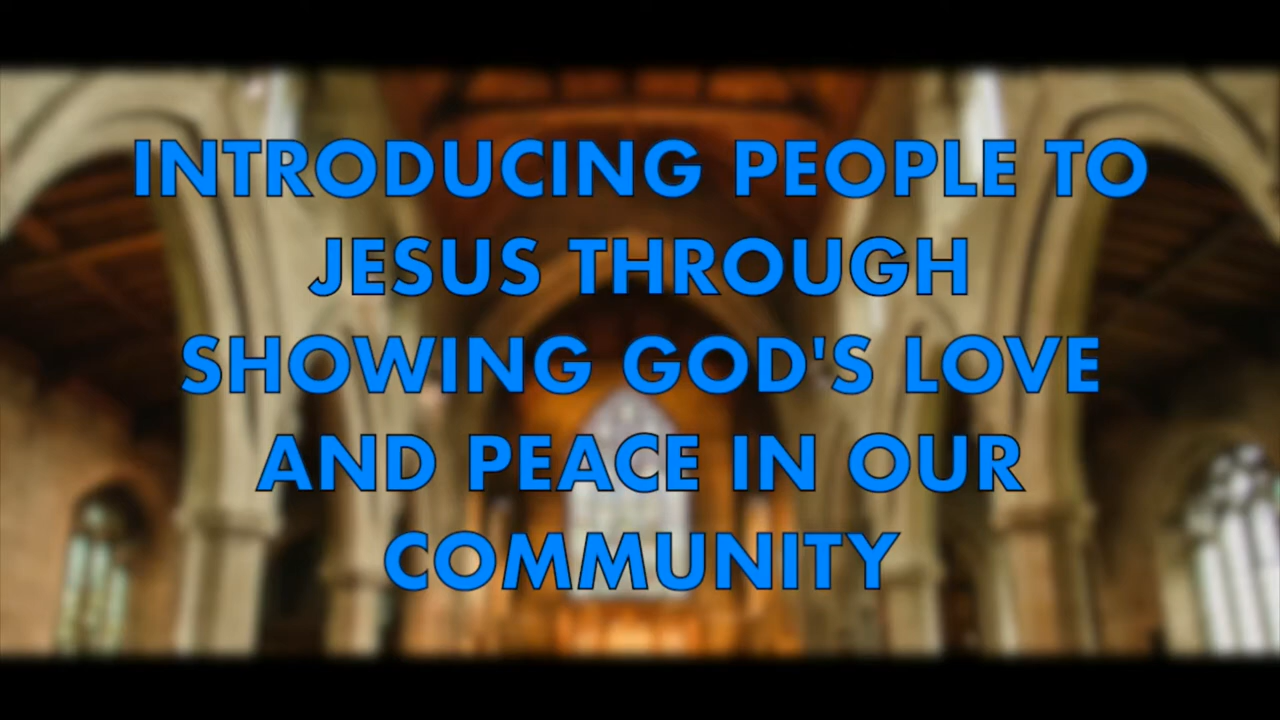 INTRODUCING PEOPLE TO
JESUS THROUGH
SHOWING GOD'S LOVE
AND PEACE IN OUR
COMMUNITY